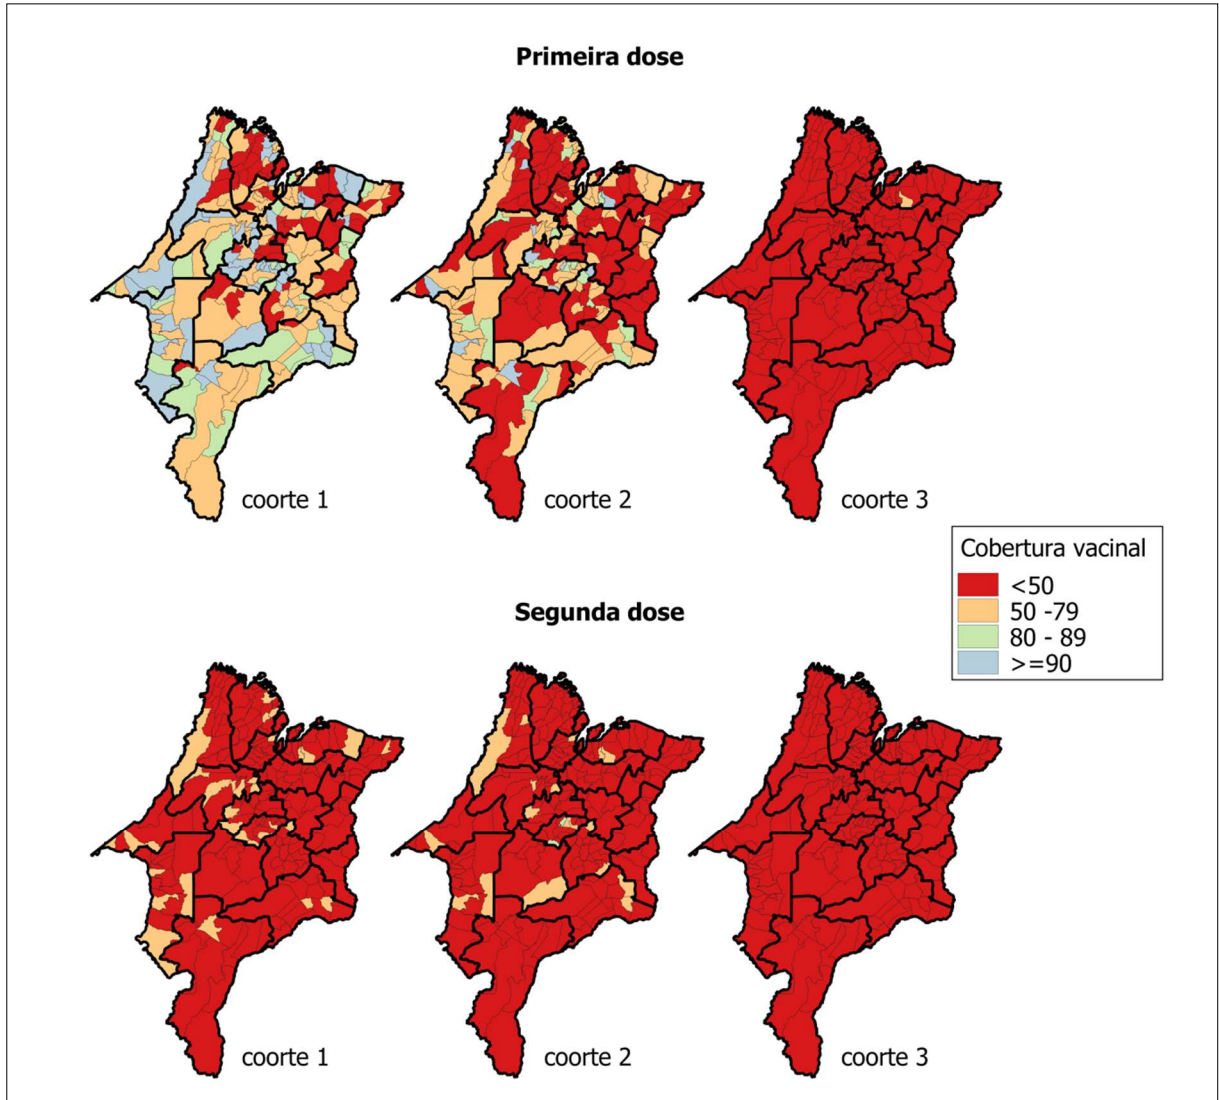 Primeira dose
coorte 1
coorte 2
coorte 3
Cobertura vacinal
<50
50 -79
80 - 89
>=90
Segunda dose
coorte 1
coorte 2
coorte 3